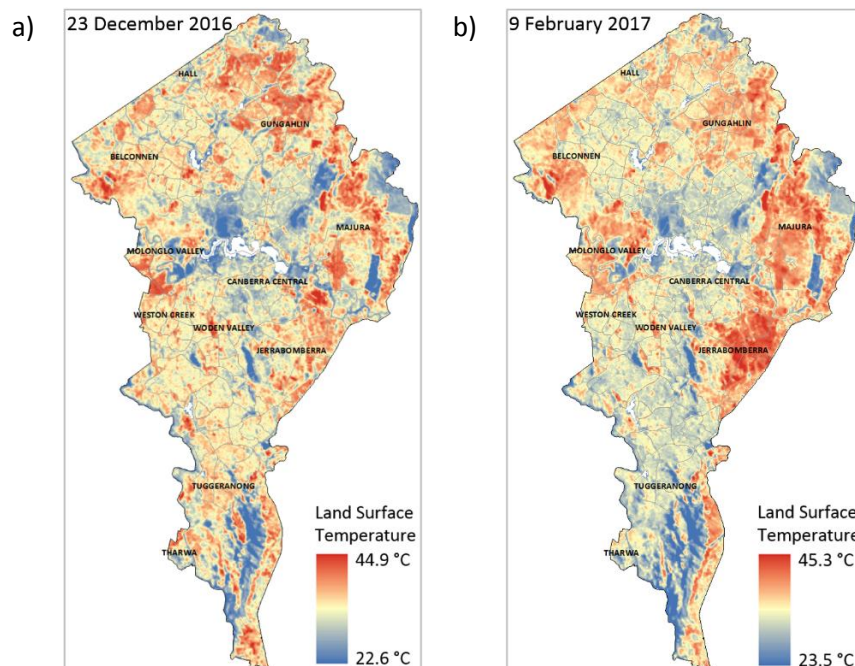 a)
23 December 2016
HALL
GUNGAHLIN
BELCONNEN
MAJURA
MOLONGLO VALLEY
CANBERRA CENTRAL
WESTON CREEK
WODEN VALLEY
JERRABOMBERRA
TUGGERANONG
THARWA
Land Surface
Temperature
44.9 °C
22.6 °C
b)
9 February 2017
HALL
GUNGAHLIN
BELCONNEN
MAJURA
MOLONGLO VALLEY
CANBERRA CENTRAL
WESTON CREEK
WODEN VALLEY
JERRABOMBERRA
TUGGERANONG
THARWA
Land Surface
Temperature
45.3 °C
23.5 °C